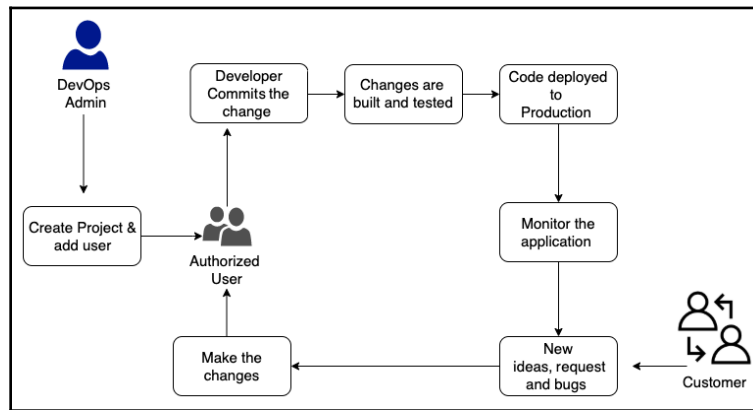 DevOps
Admin
Developer
Commits the
change
Changes are
built and tested
Code deployed
to
Production
Create Project &
add user
Authorized
User
Monitor the
application
Make the
changes
New
ideas, request
and bugs
Customer